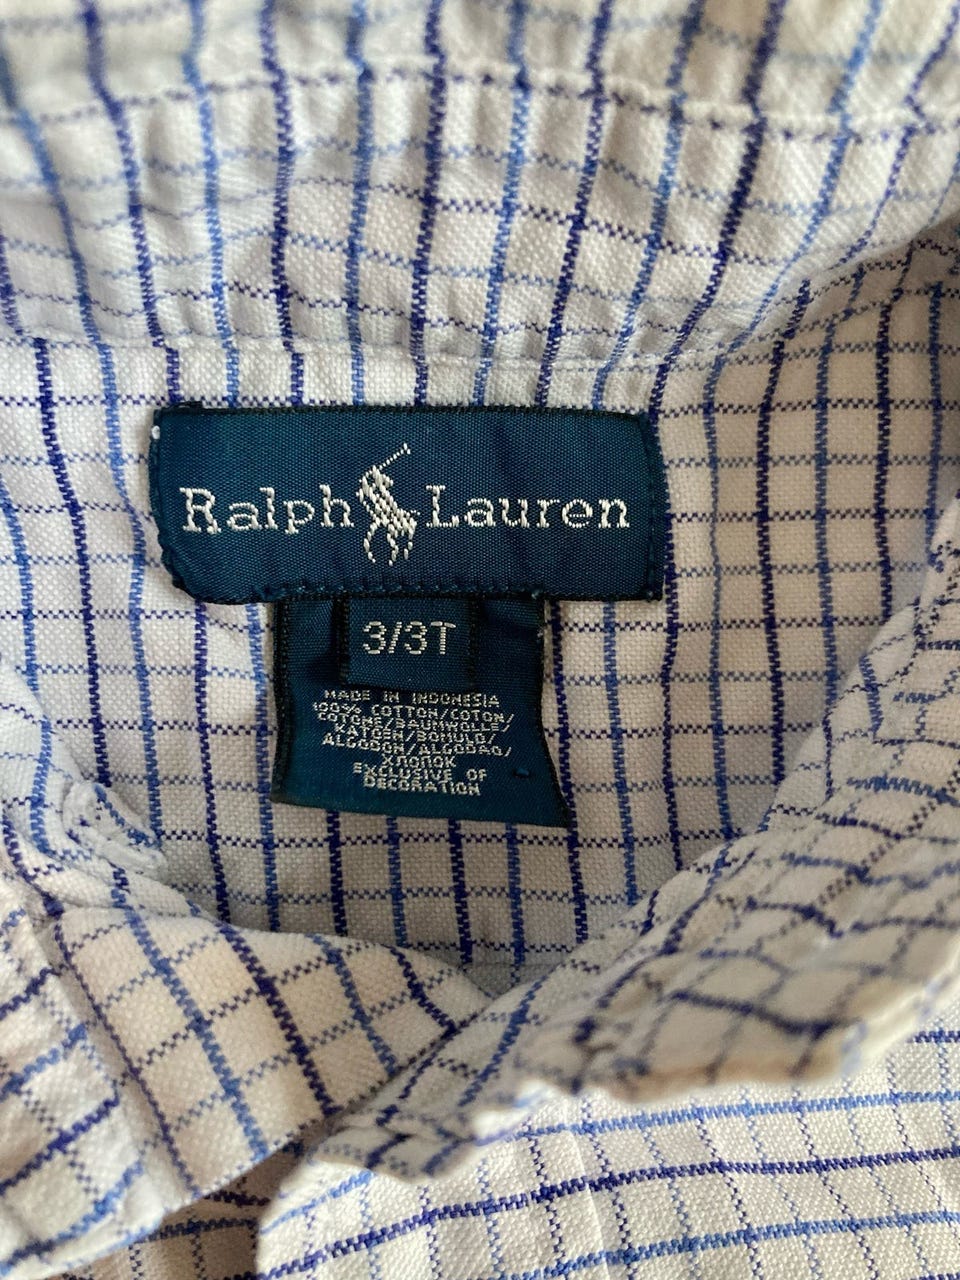 Ralph Lauren
3/3T
MADE IN INDONESIA
100% COTTON/COTON/
COTONE/BAUMWOLLE/
KATOEN/BOMULD/
ALGODON/ALGODAO/
ХЛОПОК
EXCLUSIVE OF
DECORATION